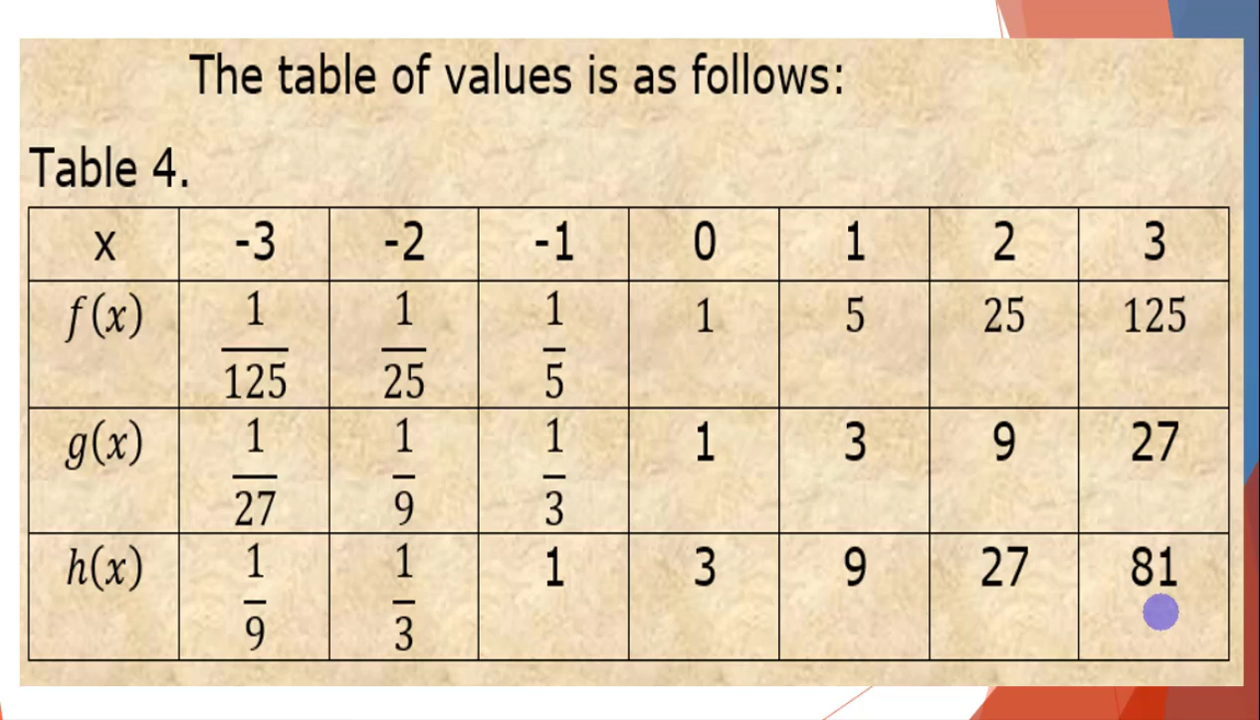 The table of values is as follows:
Table 4.
x -3 -2 -1 0 1 2 3
f(x) 1/125 1/25 1/5 1 5 25 125
g(x) 1/27 1/9 1/3 1 3 9 27
h(x) 1/9 1/3 1 3 9 27 81